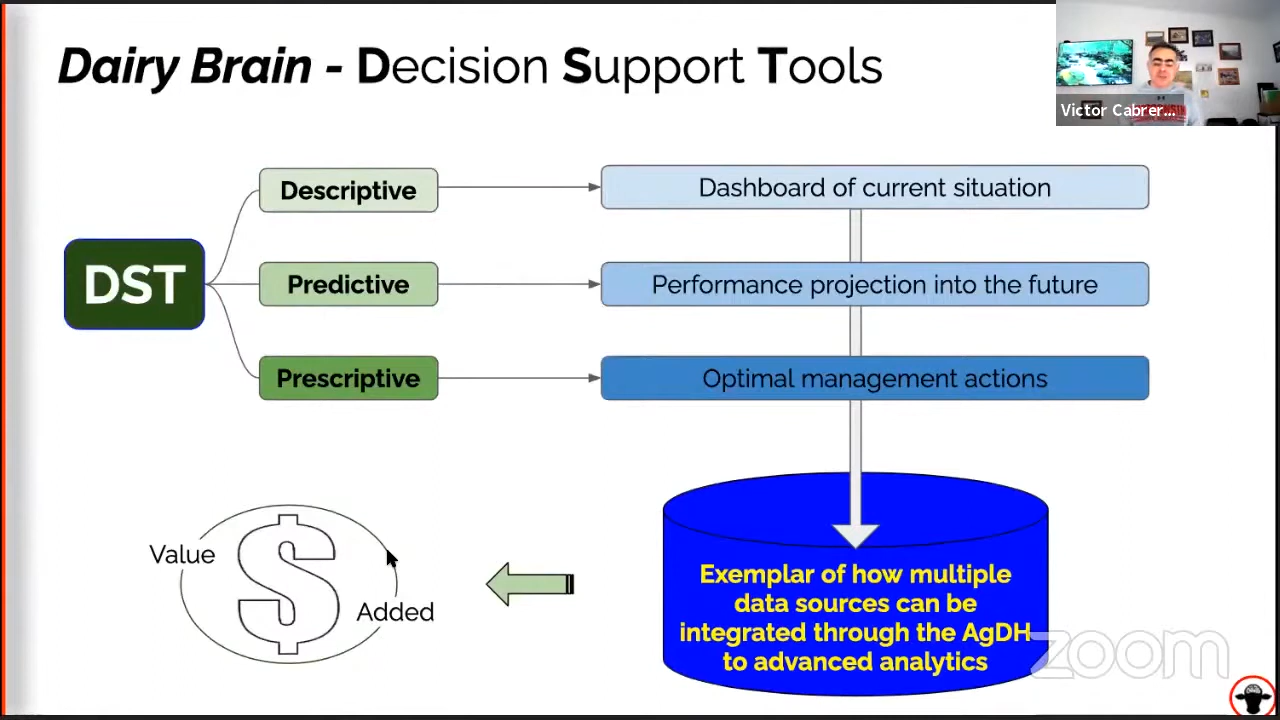 Dairy Brain - Decision Support Tools
Victor Cabrer...
Descriptive
Dashboard of current situation
DST
Predictive
Performance projection into the future
Prescriptive
Optimal management actions
Value
$
Added
Exemplar of how multiple
data sources can be
integrated through the AgDH
to advanced analytics
zoom